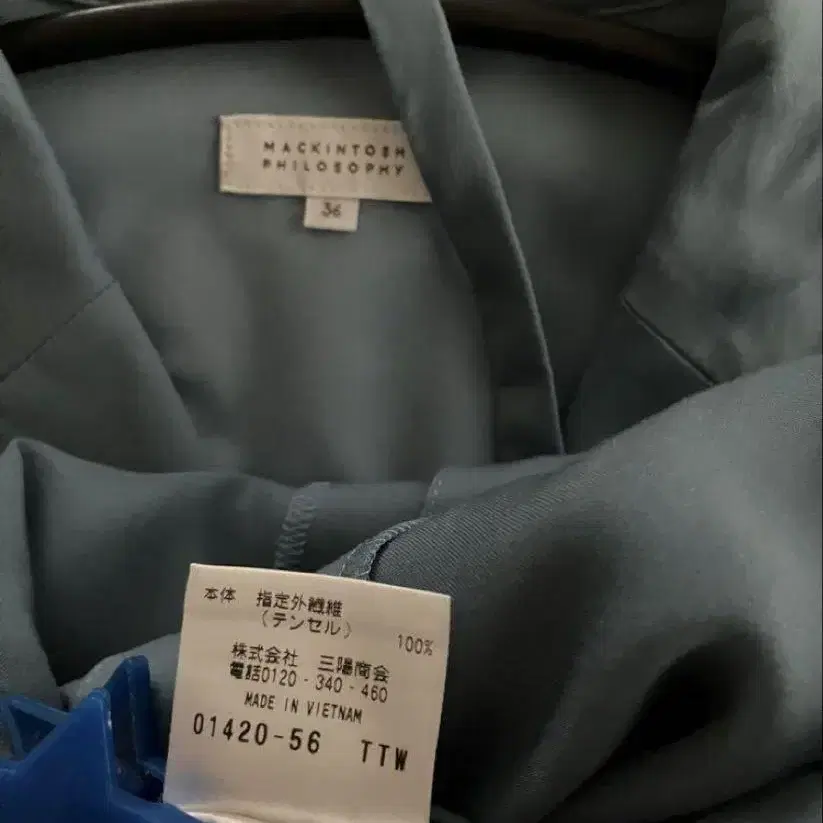 MACKINTOSH
PHILOSOPHY
36
本体 指定外繊維
(テンセル) 100%
株式会社 三陽商会
電話0120-340-460
MADE IN VIETNAM
01420-56 TTW